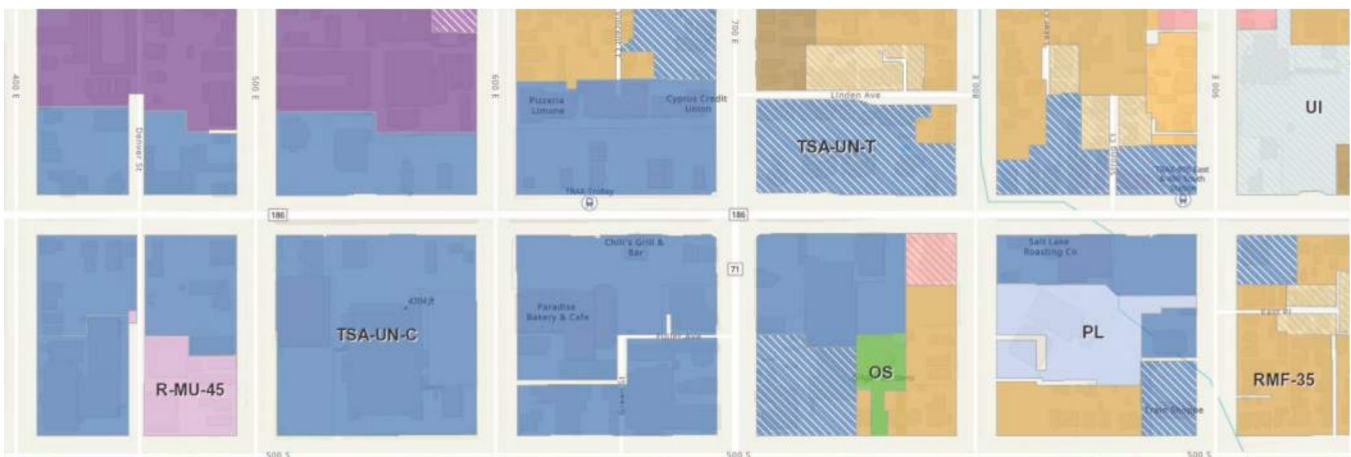 400 E
500 E
600 E
700 E
800 E
900 E
Denver St
Pizzeria
Limone
Cyprus Credit
Union
TRAX-Trolley
Linden Ave
TSA-UN-T
UI
186
186
71
Chili's Grill &
Bar
Paradise
Bakery & Cafe
4394 ft
TSA-UN-C
R-MU-45
OS
Salt Lake
Roasting Co
PL
RMF-35
500 S
500 S
500 S